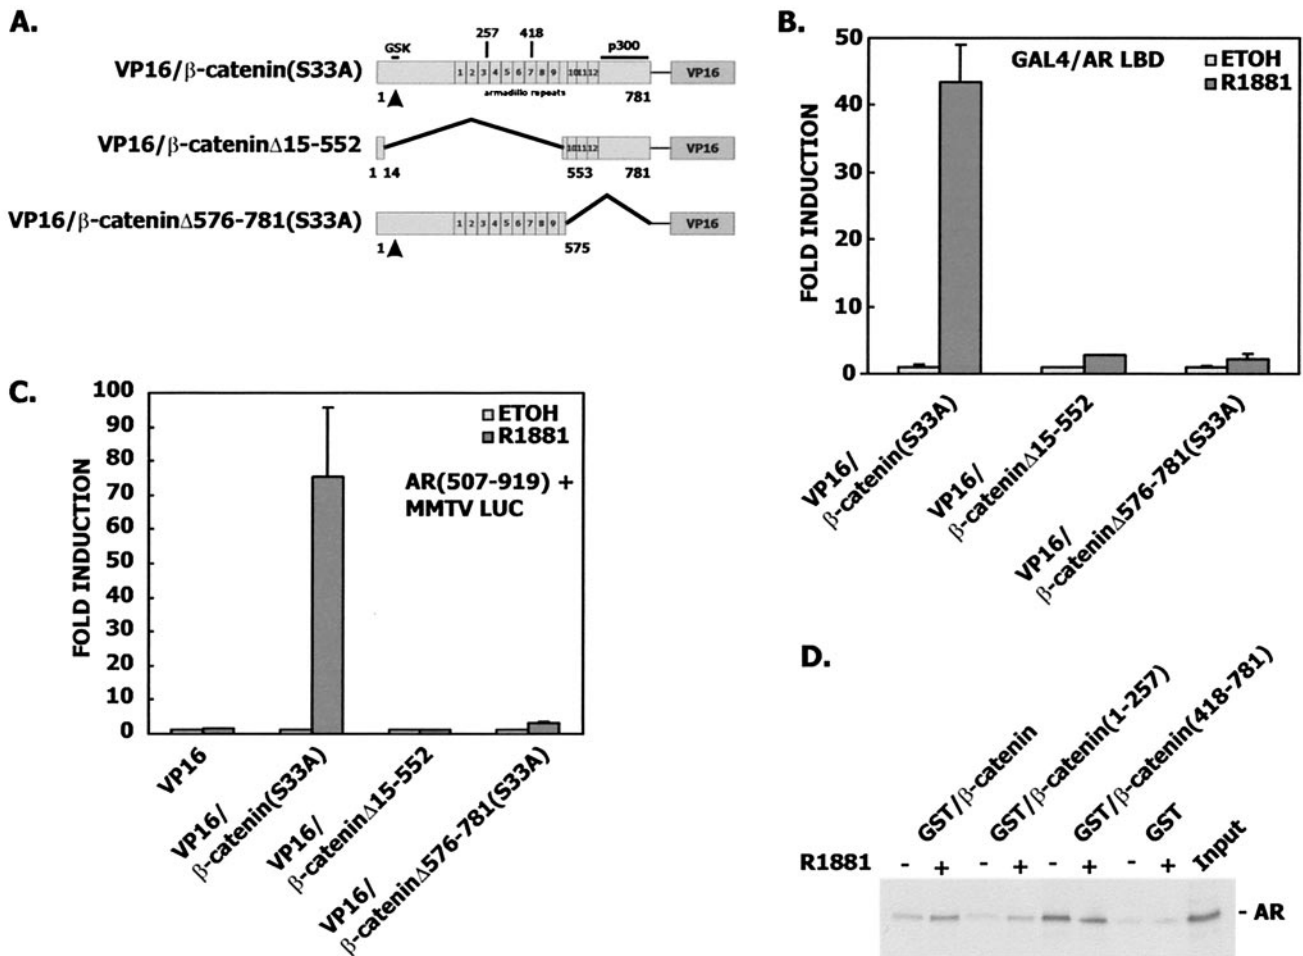 A.
257 418
GSK p300
VP16/β-catenin(S33A)
1 2 3 4 5 6 7 8 9 10 11 12 VP16
1 armadillo repeats 781
VP16/β-cateninΔ15-552
10 11 12 VP16
1 14 553 781
VP16/β-cateninΔ576-781(S33A)
1 2 3 4 5 6 7 8 9 VP16
1 575
B.
GAL4/AR LBD
ETOH
R1881
FOLD INDUCTION
50
40
30
20
10
0
VP16/
β-catenin(S33A)
VP16/
β-cateninΔ15-552
VP16/
β-cateninΔ576-781(S33A)
C.
ETOH
R1881
AR(507-919) +
MMTV LUC
FOLD INDUCTION
100
90
80
70
60
50
40
30
20
10
0
VP16
VP16/
β-catenin(S33A)
VP16/
β-cateninΔ15-552
VP16/
β-cateninΔ576-781(S33A)
D.
GST/β-catenin
GST/β-catenin(1-257)
GST/β-catenin(418-781)
GST
Input
R1881 - + - + - + - +
- AR